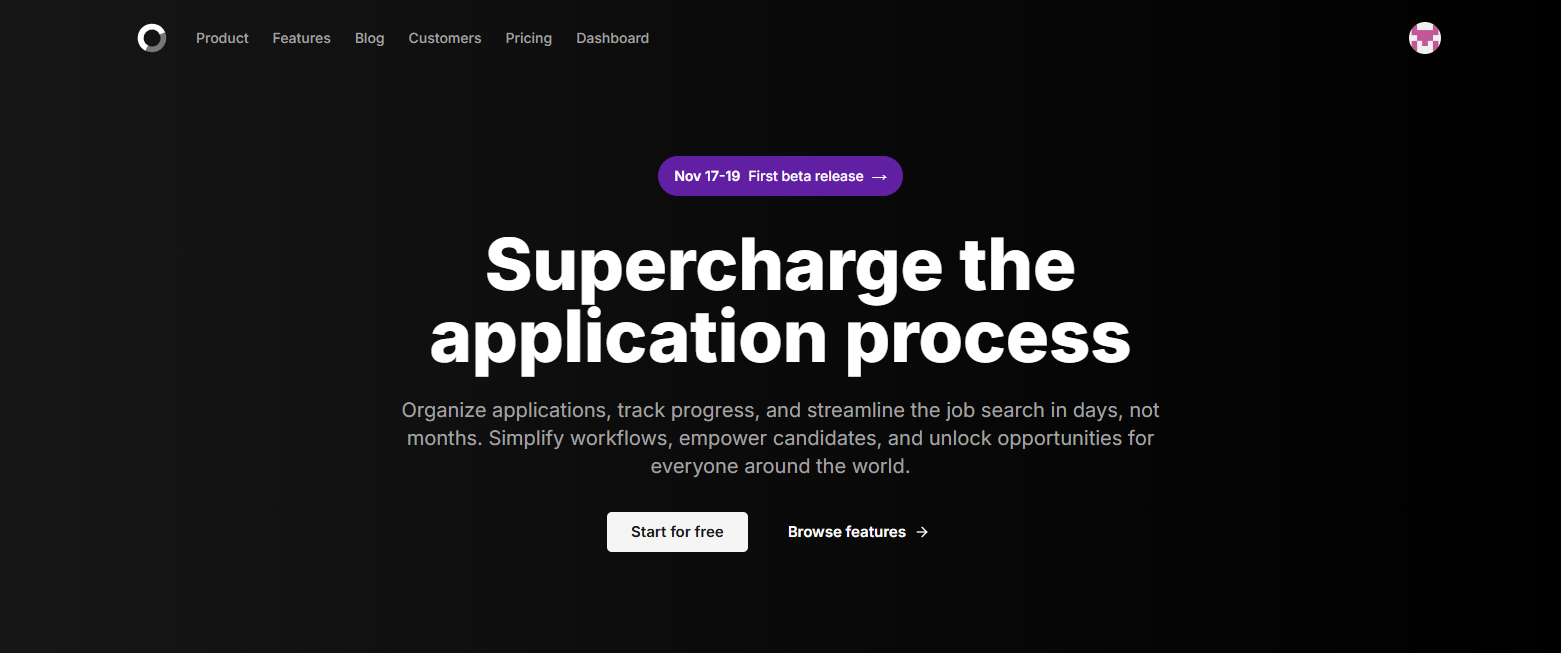 Product Features Blog Customers Pricing Dashboard
Nov 17-19 First beta release →
Supercharge the
application process
Organize applications, track progress, and streamline the job search in days, not
months. Simplify workflows, empower candidates, and unlock opportunities for
everyone around the world.
Start for free Browse features →